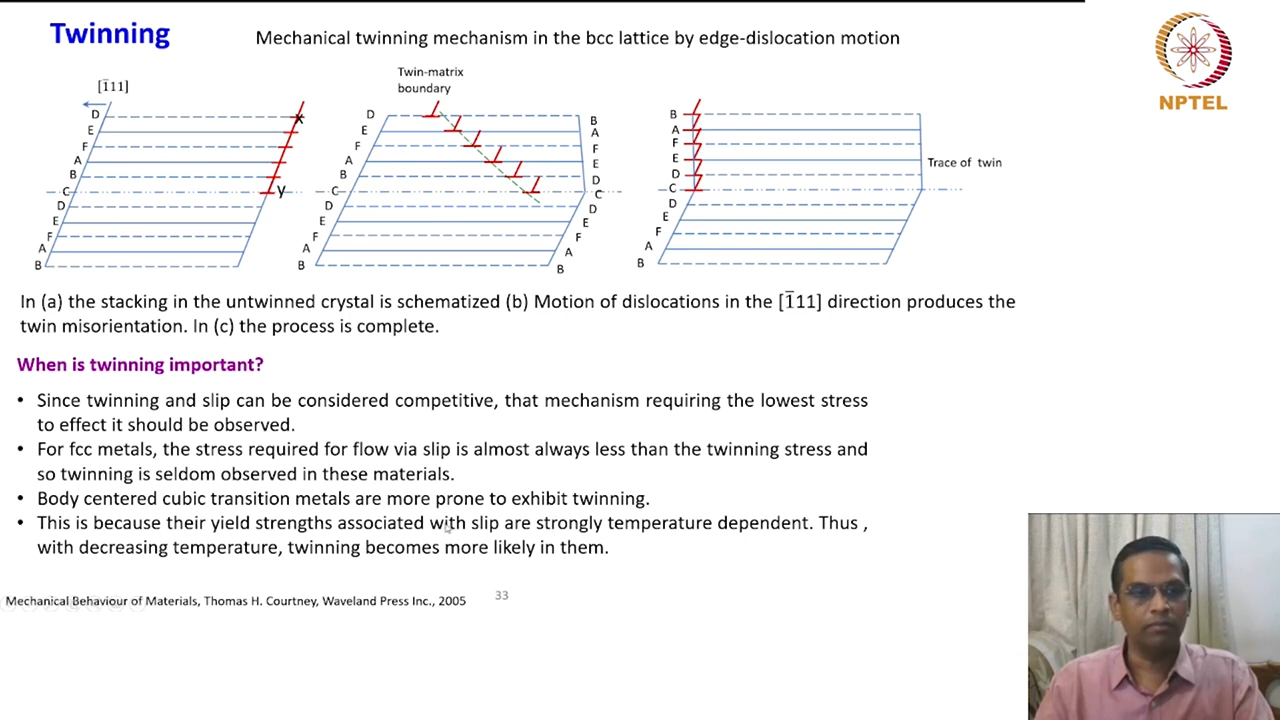 Twinning
Mechanical twinning mechanism in the bcc lattice by edge-dislocation motion
NPTEL
[1̅11]
D
E
F
A
B
C
D
E
F
A
B
X
y
Twin-matrix
boundary
D
E
F
A
B
C
D
E
F
A
B
B
A
F
E
D
C
D
E
F
A
B
B
A
F
E
D
C
D
E
F
A
B
Trace of twin
In (a) the stacking in the untwinned crystal is schematized (b) Motion of dislocations in the [1̅11] direction produces the
twin misorientation. In (c) the process is complete.
When is twinning important?
• Since twinning and slip can be considered competitive, that mechanism requiring the lowest stress
to effect it should be observed.
• For fcc metals, the stress required for flow via slip is almost always less than the twinning stress and
so twinning is seldom observed in these materials.
• Body centered cubic transition metals are more prone to exhibit twinning.
• This is because their yield strengths associated with slip are strongly temperature dependent. Thus ,
with decreasing temperature, twinning becomes more likely in them.
Mechanical Behaviour of Materials, Thomas H. Courtney, Waveland Press Inc., 2005
33